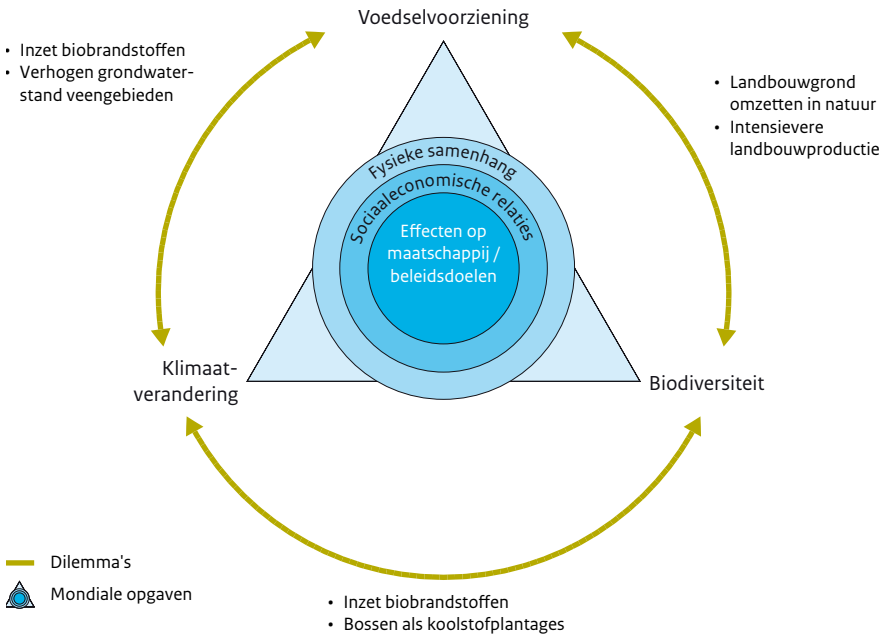 Voedselvoorziening
• Inzet biobrandstoffen
• Verhogen grondwater-
stand veengebieden
• Landbouwgrond
omzetten in natuur
• Intensievere
landbouwproductie
Fysieke samenhang
Sociaaleconomische relaties
Effecten op
maatschappij /
beleidsdoelen
Klimaat-
verandering
Biodiversiteit
Dilemma's
Mondiale opgaven
• Inzet biobrandstoffen
• Bossen als koolstofplantages